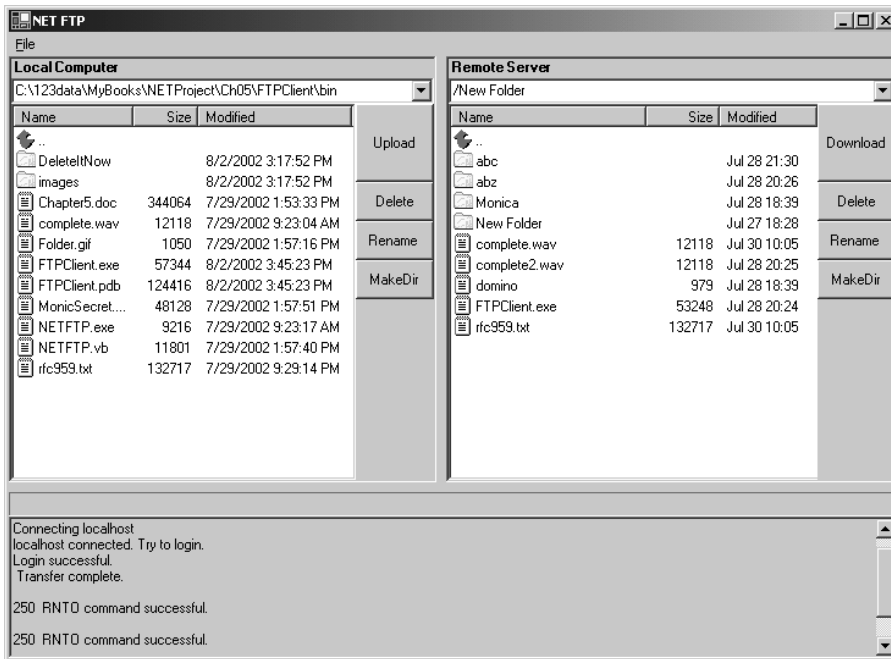 NET FTP
File
Local Computer
C:\123data\MyBooks\NETProject\Ch05\FTPClient\bin
Name Size Modified
..
DeleteItNow 8/2/2002 3:17:52 PM
images 8/2/2002 3:17:52 PM
Chapter5.doc 344064 7/29/2002 1:53:33 PM
complete.wav 12118 7/29/2002 9:23:04 AM
Folder.gif 1050 7/29/2002 1:57:16 PM
FTPClient.exe 57344 8/2/2002 3:45:23 PM
FTPClient.pdb 124416 8/2/2002 3:45:23 PM
MonicSecret.... 48128 7/29/2002 1:57:51 PM
NETFTP.exe 9216 7/29/2002 9:23:17 AM
NETFTP.vb 11801 7/29/2002 1:57:40 PM
rfc959.txt 132717 7/29/2002 9:29:14 PM
Upload
Delete
Rename
MakeDir
Remote Server
/New Folder
Name Size Modified
..
abc Jul 28 21:30
abz Jul 28 20:26
Monica Jul 28 18:39
New Folder Jul 27 18:28
complete.wav 12118 Jul 30 10:05
complete2.wav 12118 Jul 28 20:25
domino 979 Jul 28 18:39
FTPClient.exe 53248 Jul 28 20:24
rfc959.txt 132717 Jul 30 10:05
Download
Delete
Rename
MakeDir
Connecting localhost
localhost connected. Try to login.
Login successful.
Transfer complete.
250 RNTO command successful.
250 RNTO command successful.